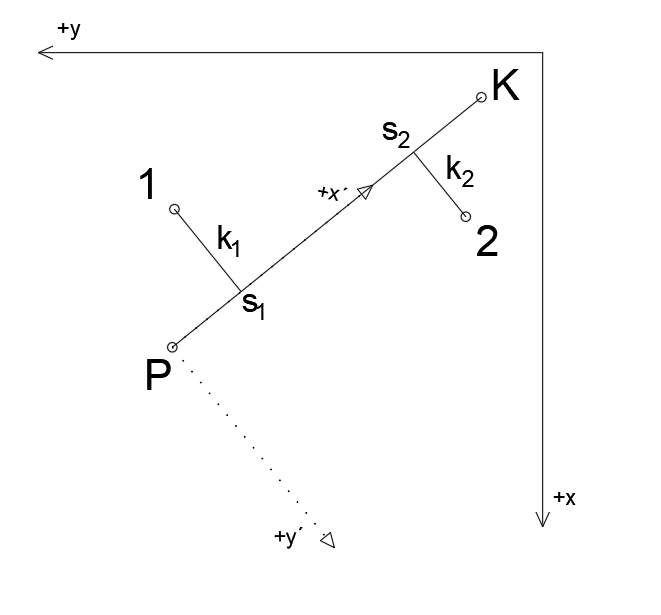 +y
K
s₂
k₂
+x´
1
2
k₁
s₁
P
+x
+y´